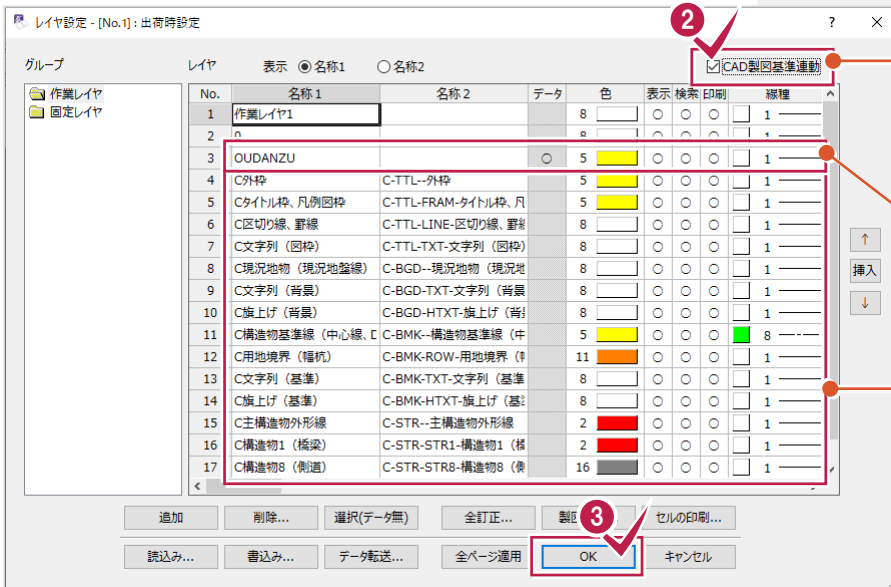 レイヤ設定 - [No.1] : 出荷時設定 ? ×
2
グループ レイヤ 表示 名称1 名称2 CAD製図基準連動
作業レイヤ
固定レイヤ
No. 名称1 名称2 データ 色 表示 検索 印刷 線種
1 作業レイヤ1 8 ○ ○ ○ 1
2 0 8 ○ ○ ○ 1
3 OUDANZU ○ 5 ○ ○ ○ 1
4 C外枠 C-TTL--外枠 5 ○ ○ ○ 1
5 Cタイトル枠、凡例図枠 C-TTL-FRAM-タイトル枠、凡 5 ○ ○ ○ 1
6 C区切り線、罫線 C-TTL-LINE-区切り線、罫線 8 ○ ○ ○ 1
7 C文字列（図枠） C-TTL-TXT-文字列（図枠） 8 ○ ○ ○ 1
8 C現況地物（現況地盤線） C-BGD--現況地物（現況地 8 ○ ○ ○ 1
9 C文字列（背景） C-BGD-TXT-文字列（背景 8 ○ ○ ○ 1
10 C旗上げ（背景） C-BGD-HTXT-旗上げ（背景 8 ○ ○ ○ 1
11 C構造物基準線（中心線、 C-BMK--構造物基準線（中 5 ○ ○ ○ 8
12 C用地境界（幅杭） C-BMK-ROW-用地境界（ 11 ○ ○ ○ 1
13 C文字列（基準） C-BMK-TXT-文字列（基準 8 ○ ○ ○ 1
14 C旗上げ（基準） C-BMK-HTXT-旗上げ（基 8 ○ ○ ○ 1
15 C主構造物外形線 C-STR--主構造物外形線 2 ○ ○ ○ 1
16 C構造物1（橋梁） C-STR-STR1-構造物1（橋 2 ○ ○ ○ 1
17 C構造物8（側道） C-STR-STR8-構造物8（側 16 ○ ○ ○ 1
↑
挿入
↓
追加 削除... 選択(データ無) 全訂正... 製図 3 セルの印刷...
読込み... 書込み... データ転送... 全ページ適用 OK キャンセル